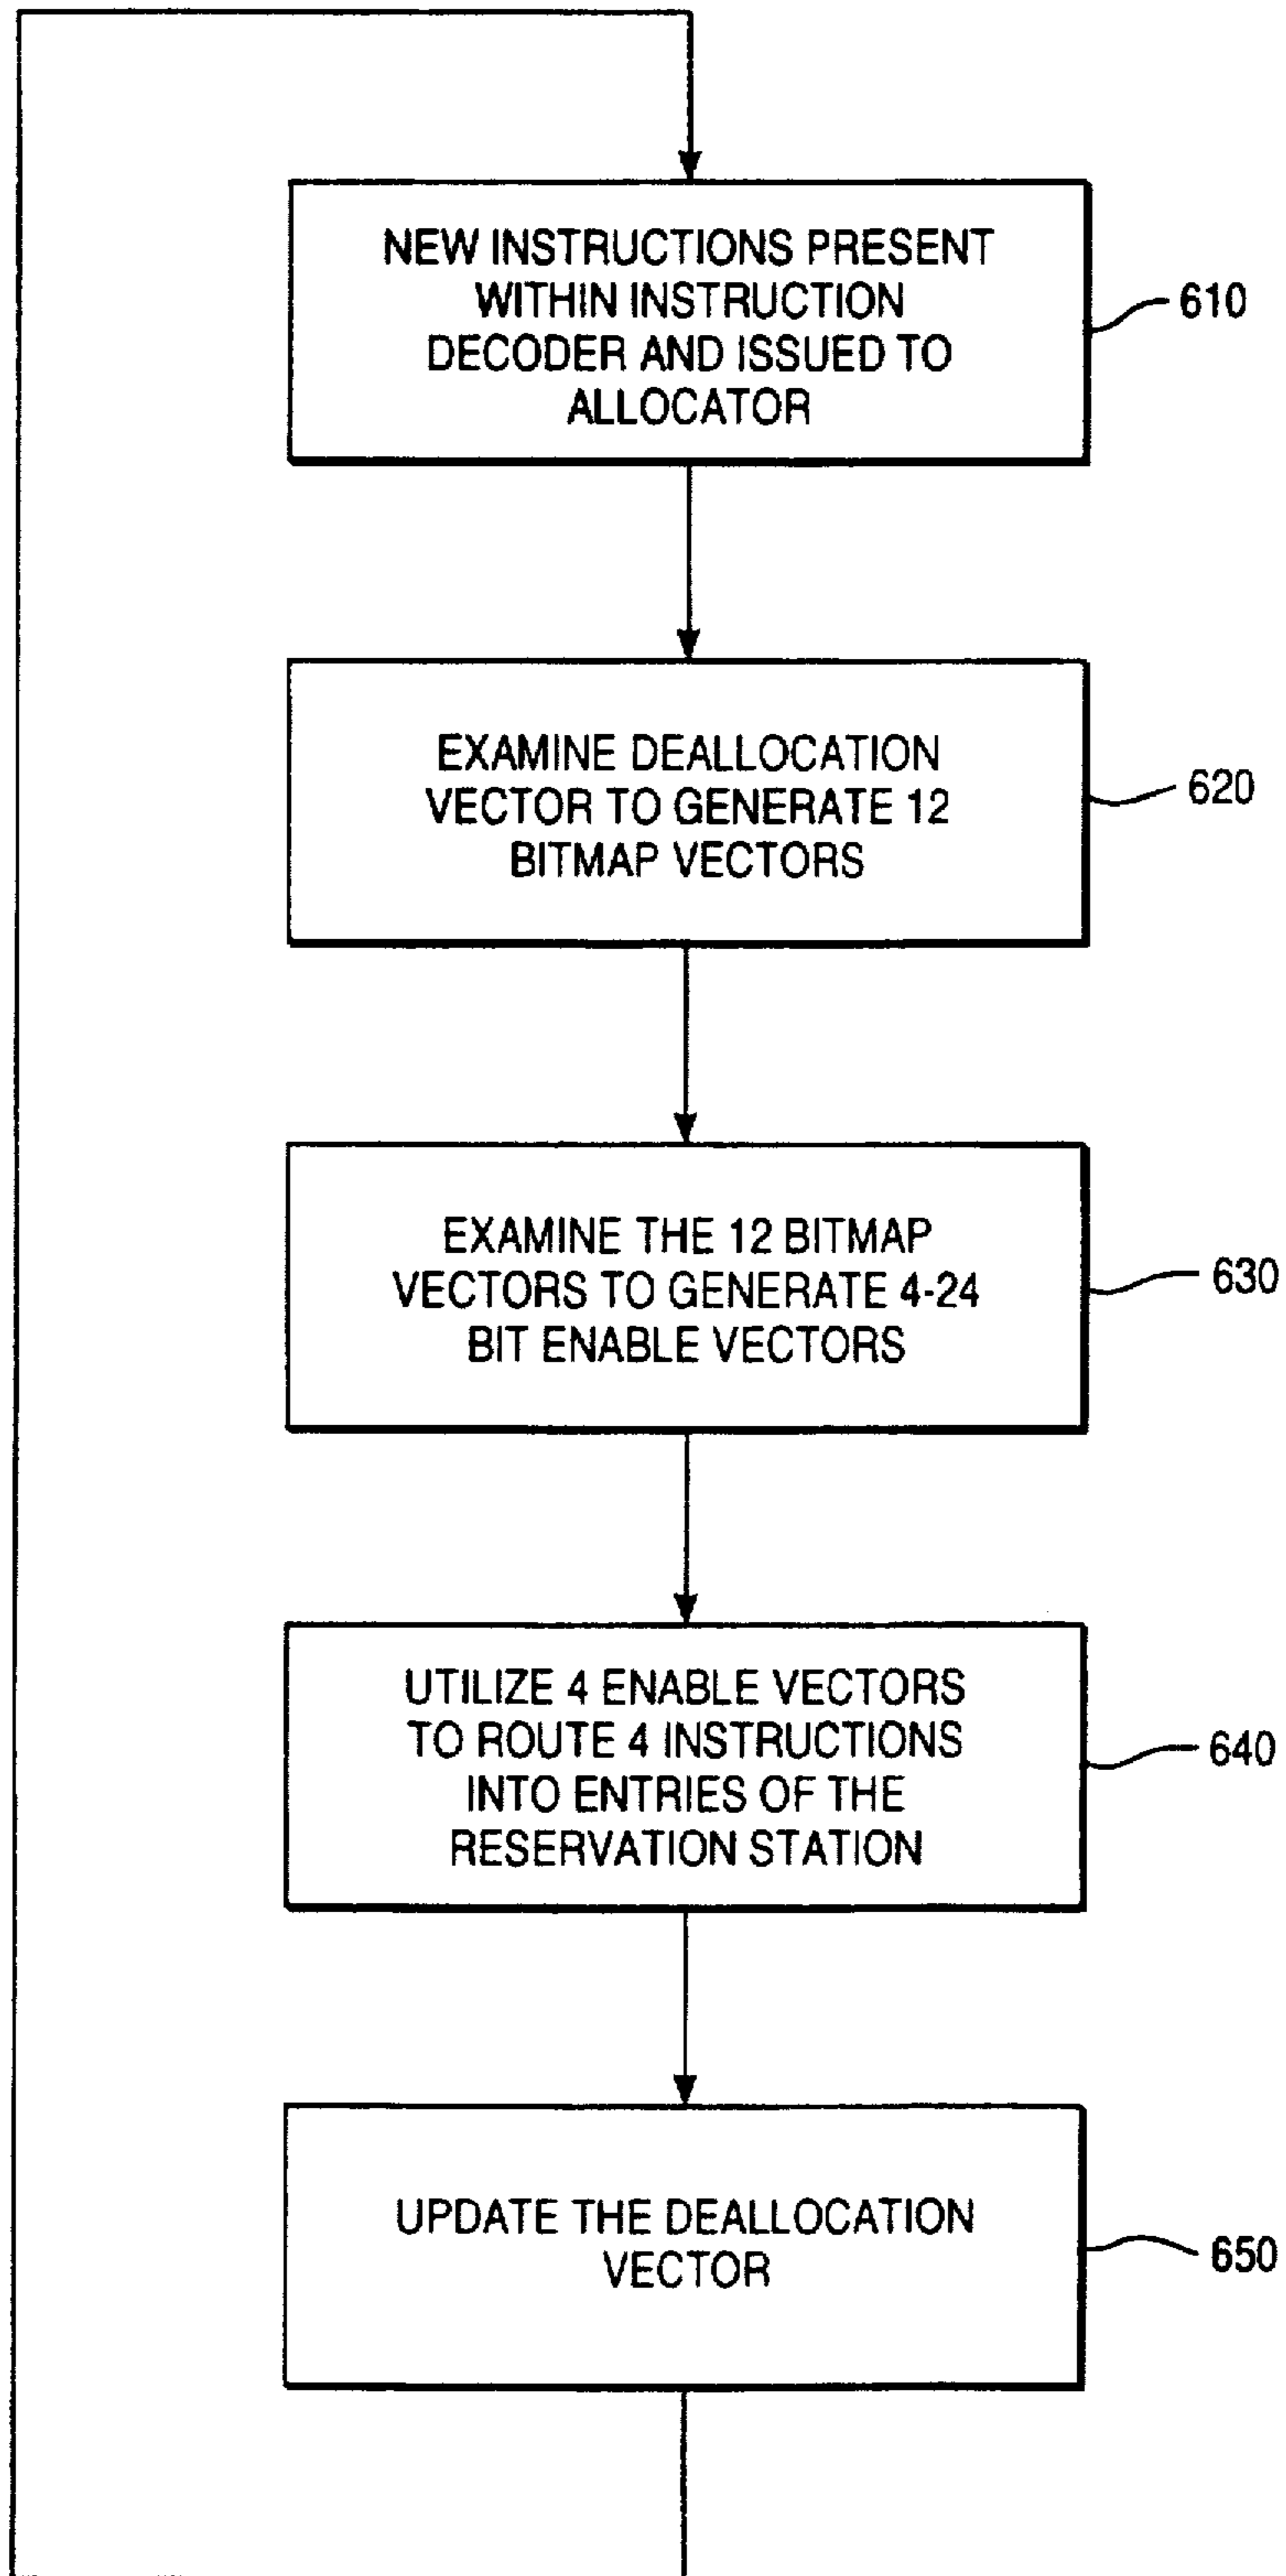 NEW INSTRUCTIONS PRESENT
WITHIN INSTRUCTION
DECODER AND ISSUED TO
ALLOCATOR
610
EXAMINE DEALLOCATION
VECTOR TO GENERATE 12
BITMAP VECTORS
620
EXAMINE THE 12 BITMAP
VECTORS TO GENERATE 4-24
BIT ENABLE VECTORS
630
UTILIZE 4 ENABLE VECTORS
TO ROUTE 4 INSTRUCTIONS
INTO ENTRIES OF THE
RESERVATION STATION
640
UPDATE THE DEALLOCATION
VECTOR
650